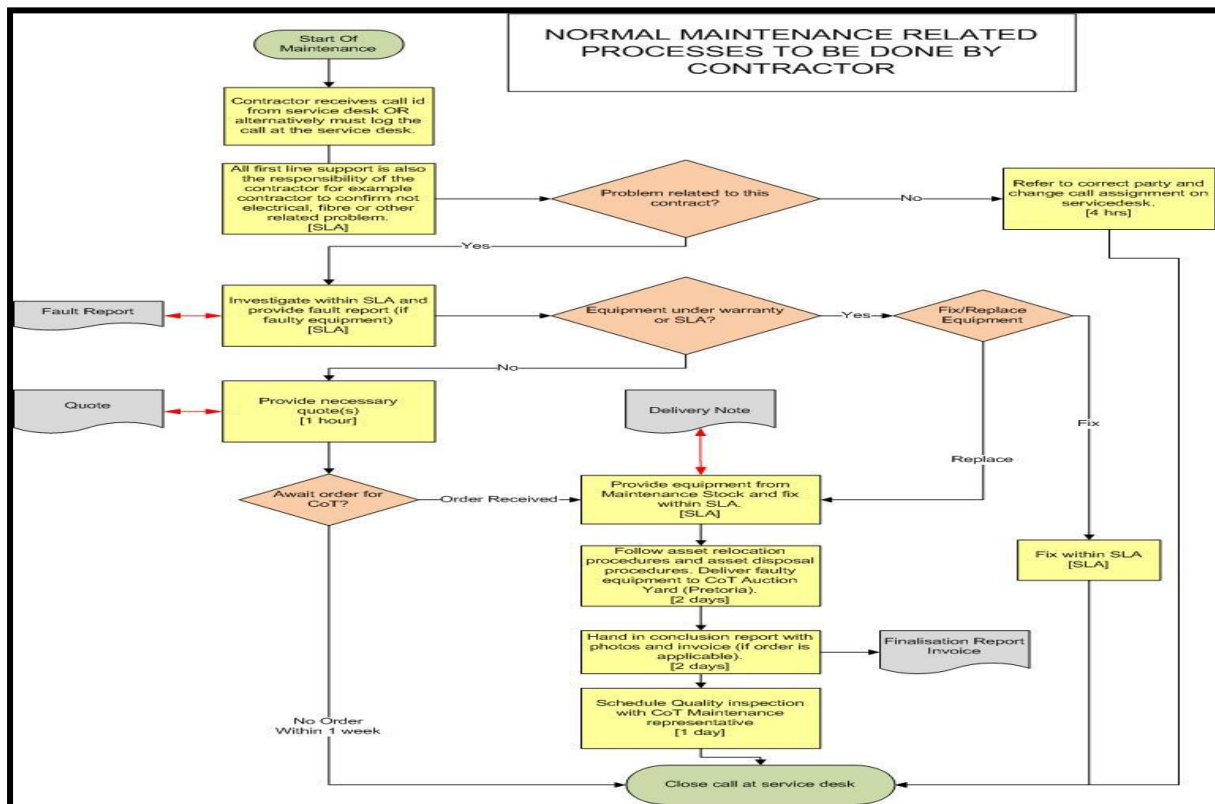 NORMAL MAINTENANCE RELATED
PROCESSES TO BE DONE BY
CONTRACTOR
Start Of
Maintenance
Contractor receives call id
from service desk OR
alternatively must log the
call at the service desk.
All first line support is also
the responsibility of the
contractor for example
contractor to confirm not
electrical, fibre or other
related problem.
[SLA]
Problem related to this
contract?
No
Refer to correct party and
change call assignment on
servicedesk.
[4 hrs]
Yes
Fault Report
Investigate within SLA and
provide fault report (if
faulty equipment)
[SLA]
Equipment under warranty
or SLA?
Yes
Fix/Replace
Equipment
No
Quote
Provide necessary
quote(s)
[1 hour]
Delivery Note
Fix
Replace
Await order for
CoT?
Order Received
Provide equipment from
Maintenance Stock and fix
within SLA.
[SLA]
Follow asset relocation
procedures and asset disposal
procedures. Deliver faulty
equipment to CoT Auction
Yard (Pretoria).
[2 days]
Fix within SLA
[SLA]
Hand in conclusion report with
photos and invoice (if order is
applicable).
[2 days]
Finalisation Report
Invoice
Schedule Quality inspection
with CoT Maintenance
representative
[1 day]
No Order
Within 1 week
Close call at service desk